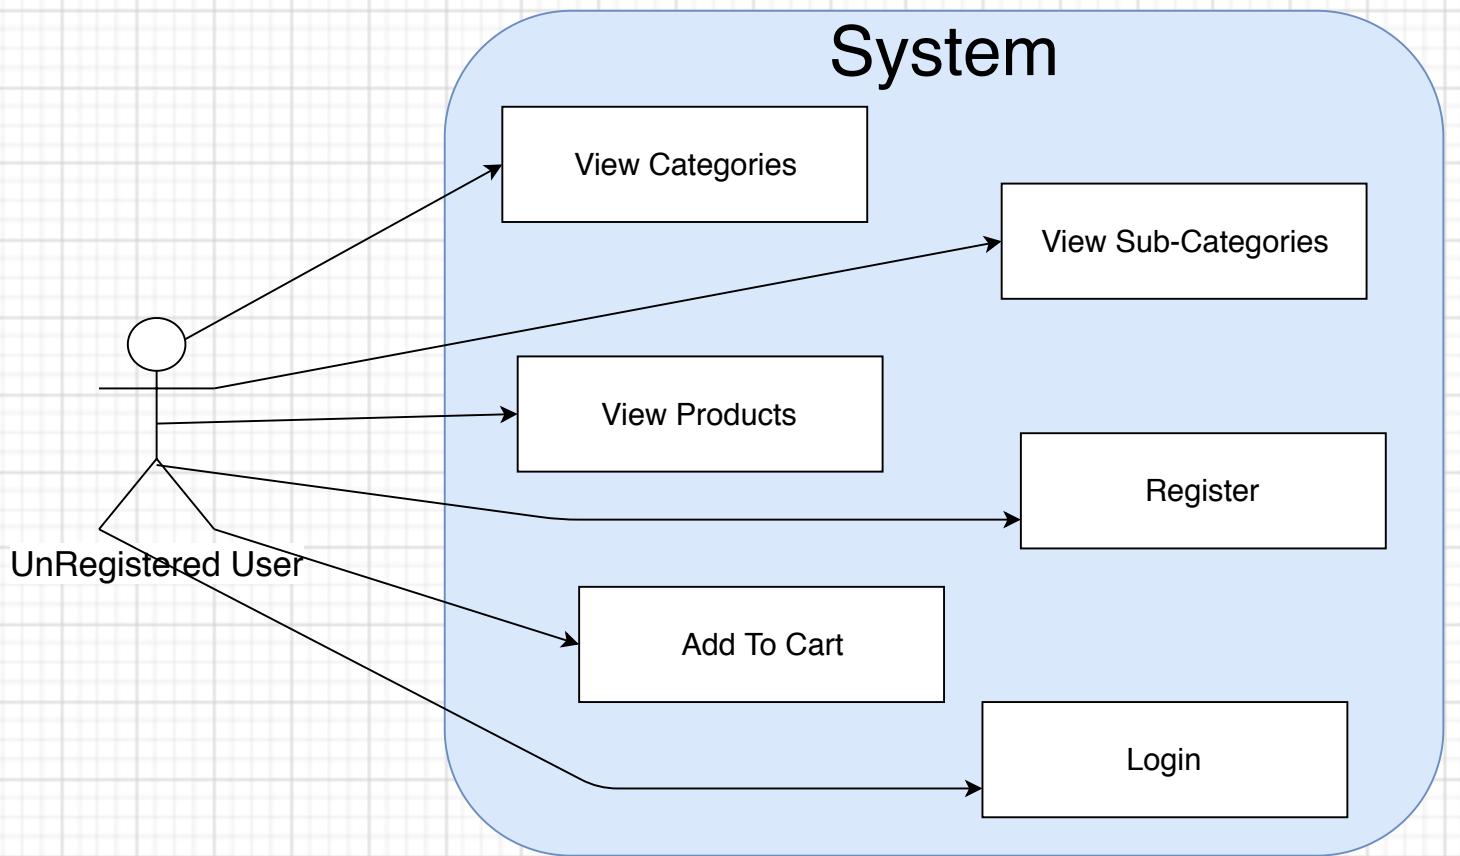 System
View Categories
View Sub-Categories
View Products
Register
UnRegistered User
Add To Cart
Login